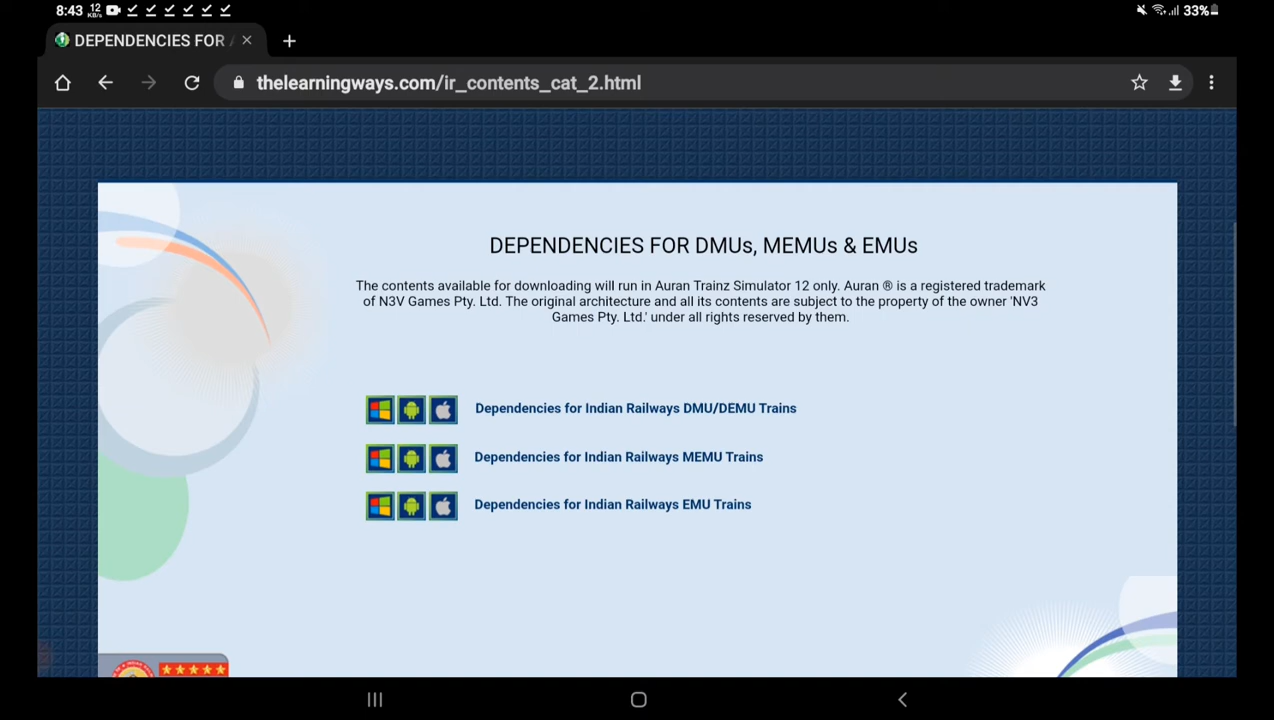 8:43 12 KB/s 33%
DEPENDENCIES FOR
thelearningways.com/ir_contents_cat_2.html
DEPENDENCIES FOR DMUs, MEMUs & EMUs
The contents available for downloading will run in Auran Trainz Simulator 12 only. Auran ® is a registered trademark
of N3V Games Pty. Ltd. The original architecture and all its contents are subject to the property of the owner 'NV3
Games Pty. Ltd.' under all rights reserved by them.
Dependencies for Indian Railways DMU/DEMU Trains
Dependencies for Indian Railways MEMU Trains
Dependencies for Indian Railways EMU Trains